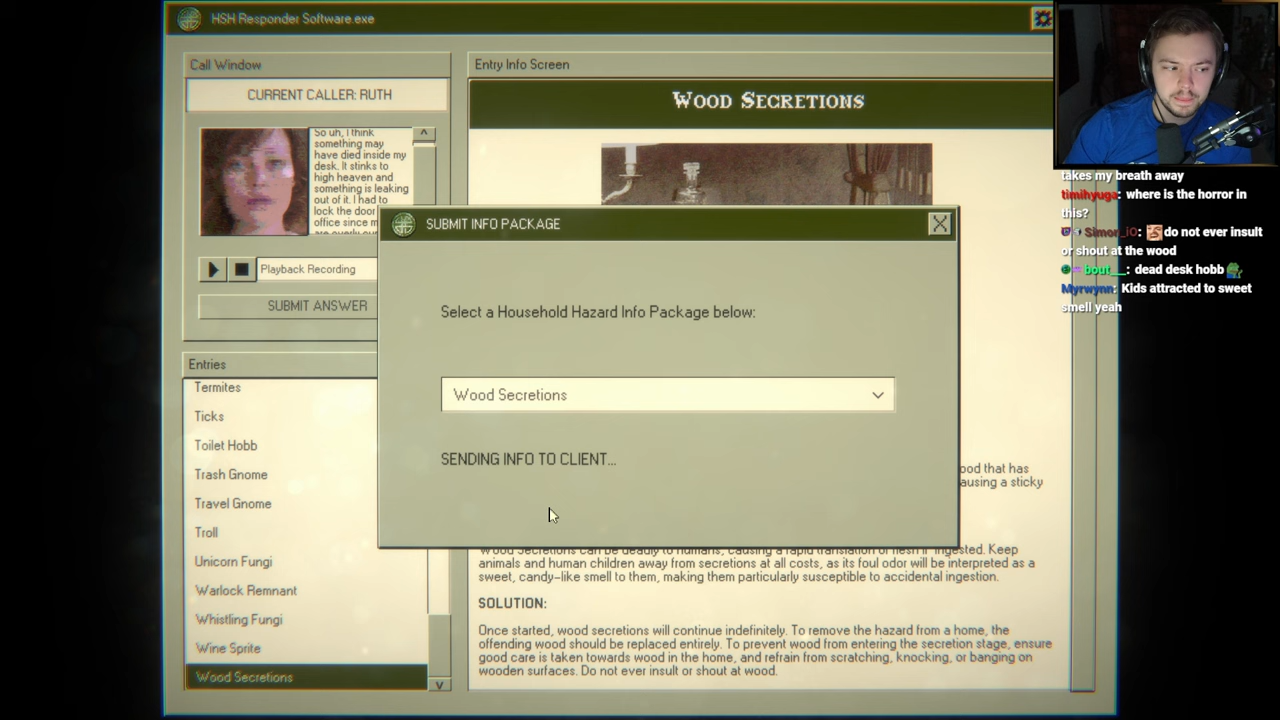 HSH Responder Software.exe
Call Window
CURRENT CALLER: RUTH
So uh, I think
something may
have died inside my
desk. It stinks to
high heaven and
something is leaking
out of it. I had to
lock the door
office since m
Playback Recording
SUBMIT ANSWER
Entries
Termites
Ticks
Toilet Hobb
Trash Gnome
Travel Gnome
Troll
Unicorn Fungi
Warlock Remnant
Whistling Fungi
Wine Sprite
Wood Secretions
Entry Info Screen
WOOD SECRETIONS
SUBMIT INFO PACKAGE
Select a Household Hazard Info Package below:
Wood Secretions
SENDING INFO TO CLIENT...
ood that has
ausing a sticky
Wood Secretions can be deadly to humans, causing a rapid translation of flesh if ingested. Keep
animals and human children away from secretions at all costs, as its foul odor will be interpreted as a
sweet, candy-like smell to them, making them particularly susceptible to accidental ingestion.
SOLUTION:
Once started, wood secretions will continue indefinitely. To remove the hazard from a home, the
offending wood should be replaced entirely. To prevent wood from entering the secretion stage, ensure
good care is taken towards wood in the home, and refrain from scratching, knocking, or banging on
wooden surfaces. Do not ever insult or shout at wood.
takes my breath away
timihyuga: where is the horror in
this?
Simon_iO: do not ever insult
or shout at the wood
bout__: dead desk hobb
Myrwynn: Kids attracted to sweet
smell yeah